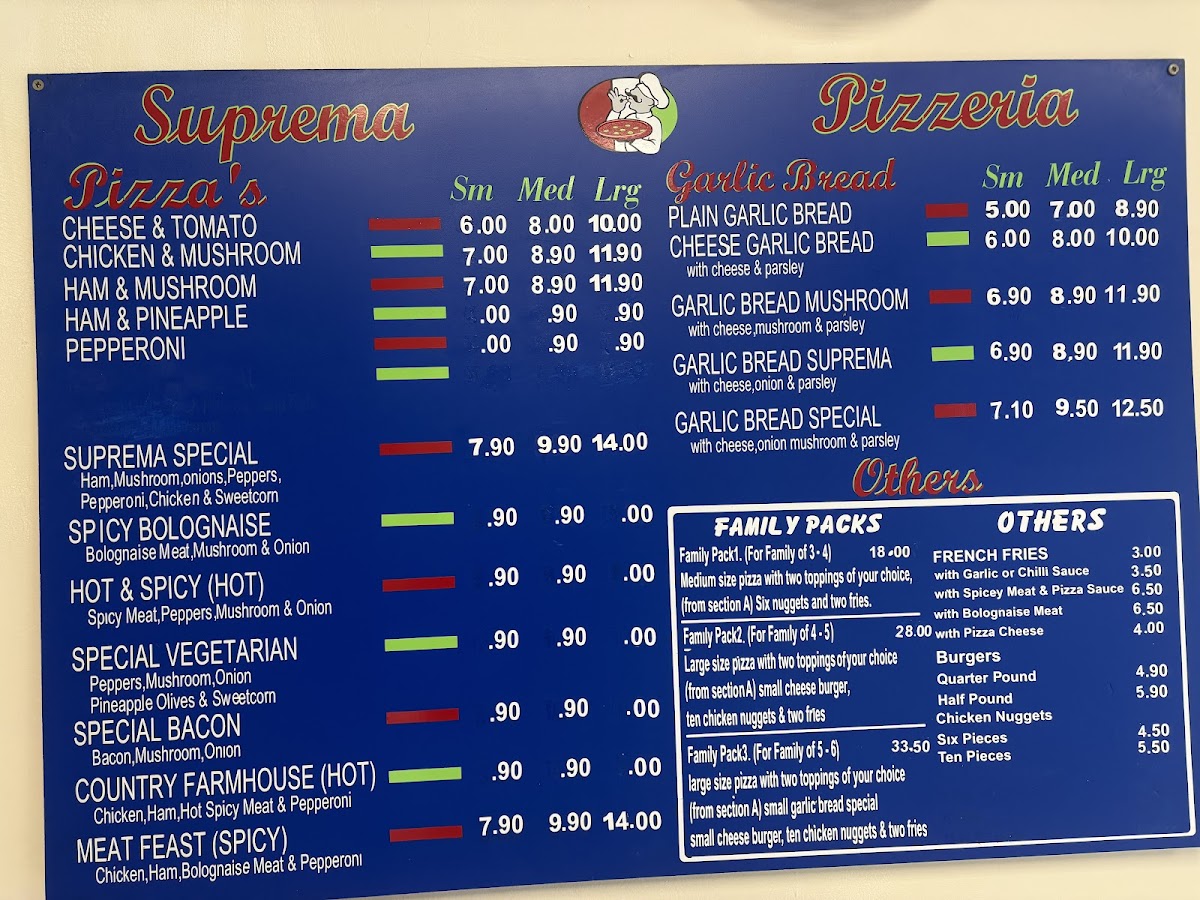 Suprema Pizzeria
Pizza's Sm Med Lrg
CHEESE & TOMATO 6.00 8.00 10.00
CHICKEN & MUSHROOM 7.00 8.90 11.90
HAM & MUSHROOM 7.00 8.90 11.90
HAM & PINEAPPLE .00 .90 .90
PEPPERONI .00 .90 .90
SUPREMA SPECIAL 7.90 9.90 14.00
Ham,Mushroom,onions,Peppers,
Pepperoni,Chicken & Sweetcorn
SPICY BOLOGNAISE .90 .90 .00
Bolognaise Meat,Mushroom & Onion
HOT & SPICY (HOT) .90 .90 .00
Spicy Meat,Peppers,Mushroom & Onion
SPECIAL VEGETARIAN .90 .90 .00
Peppers,Mushroom,Onion
Pineapple Olives & Sweetcorn
SPECIAL BACON .90 .90 .00
Bacon,Mushroom,Onion
COUNTRY FARMHOUSE (HOT) .90 .90 .00
Chicken,Ham,Hot Spicy Meat & Pepperoni
MEAT FEAST (SPICY) 7.90 9.90 14.00
Chicken,Ham,Bolognaise Meat & Pepperoni
Garlic Bread Sm Med Lrg
PLAIN GARLIC BREAD 5.00 7.00 8.90
CHEESE GARLIC BREAD 6.00 8.00 10.00
with cheese & parsley
GARLIC BREAD MUSHROOM 6.90 8.90 11.90
with cheese,mushroom & parsley
GARLIC BREAD SUPREMA 6.90 8.90 11.90
with cheese,onion & parsley
GARLIC BREAD SPECIAL 7.10 9.50 12.50
with cheese,onion mushroom & parsley
Others
FAMILY PACKS
Family Pack1. (For Family of 3 - 4) 18.00
Medium size pizza with two toppings of your choice,
(from section A) Six nuggets and two fries.
Family Pack2. (For Family of 4 - 5) 28.00
Large size pizza with two toppings of your choice
(from section A) small cheese burger,
ten chicken nuggets & two fries
Family Pack3. (For Family of 5 - 6) 33.50
large size pizza with two toppings of your choice
(from section A) small garlic bread special
small cheese burger, ten chicken nuggets & two fries
OTHERS
FRENCH FRIES 3.00
with Garlic or Chilli Sauce 3.50
with Spicey Meat & Pizza Sauce 6.50
with Bolognaise Meat 6.50
with Pizza Cheese 4.00
Burgers
Quarter Pound 4.90
Half Pound 5.90
Chicken Nuggets
Six Pieces 4.50
Ten Pieces 5.50